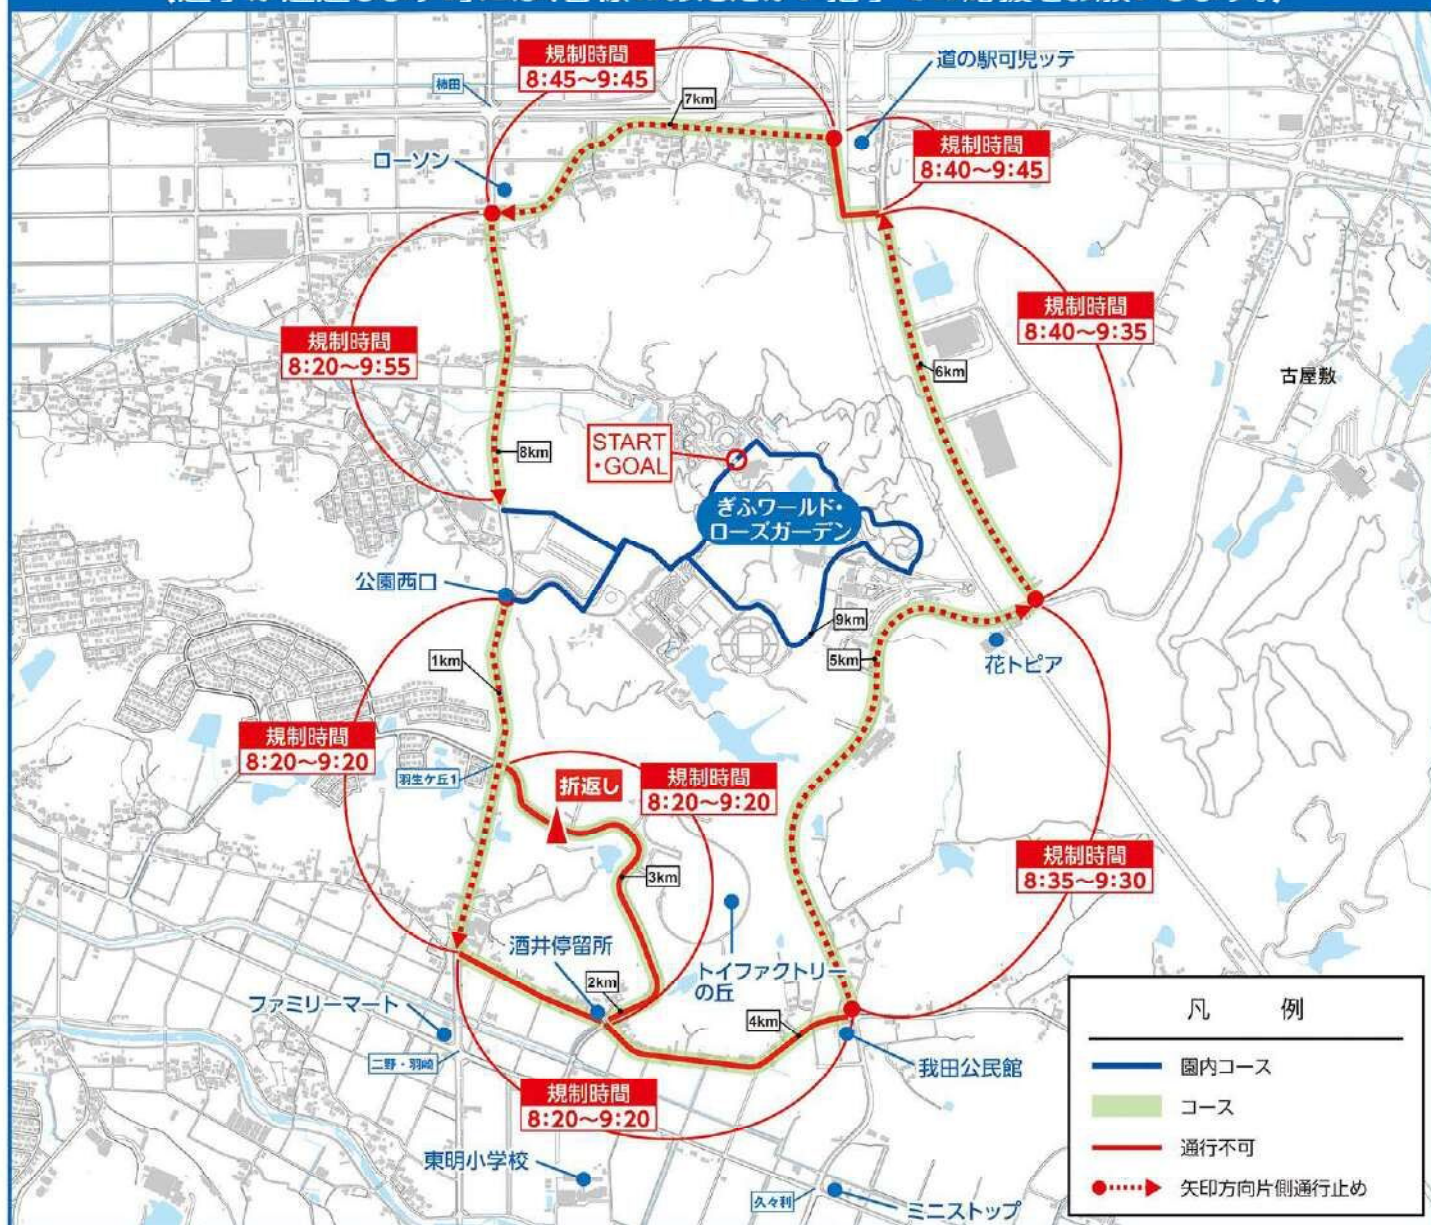 規制時間
8:45～9:45
道の駅可児ッテ
柿田
7km
規制時間
8:40～9:45
ローソン
規制時間
8:40～9:35
規制時間
8:20～9:55
6km
古屋敷
START
・GOAL
8km
ぎふワールド・
ローズガーデン
公園西口
9km
5km
花トピア
1km
規制時間
8:20～9:20
羽生ケ丘1
折返し
規制時間
8:20～9:20
規制時間
8:35～9:30
3km
酒井停留所
トイファクトリー
の丘
2km
ファミリーマート
4km
二野・羽崎
我田公民館
規制時間
8:20～9:20
東明小学校
久々利
ミニストップ
凡例
園内コース
コース
通行不可
矢印方向片側通行止め